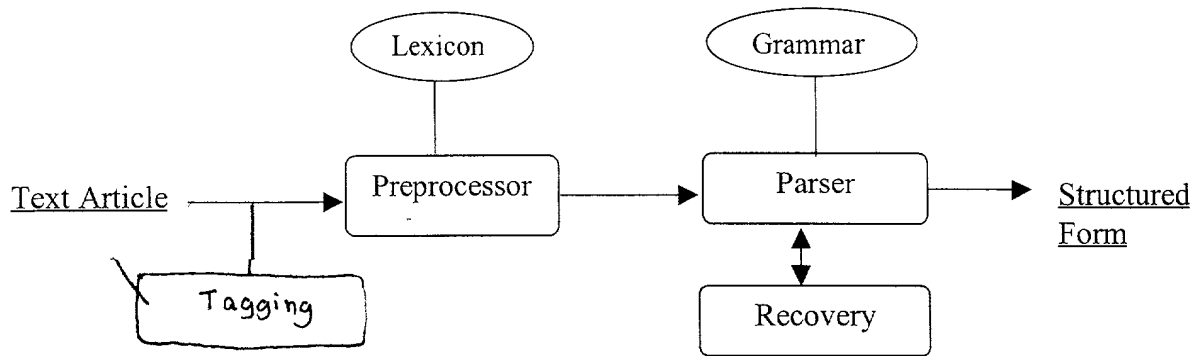 Lexicon
Grammar
Text Article
Preprocessor
Parser
Structured
Form
Tagging
Recovery